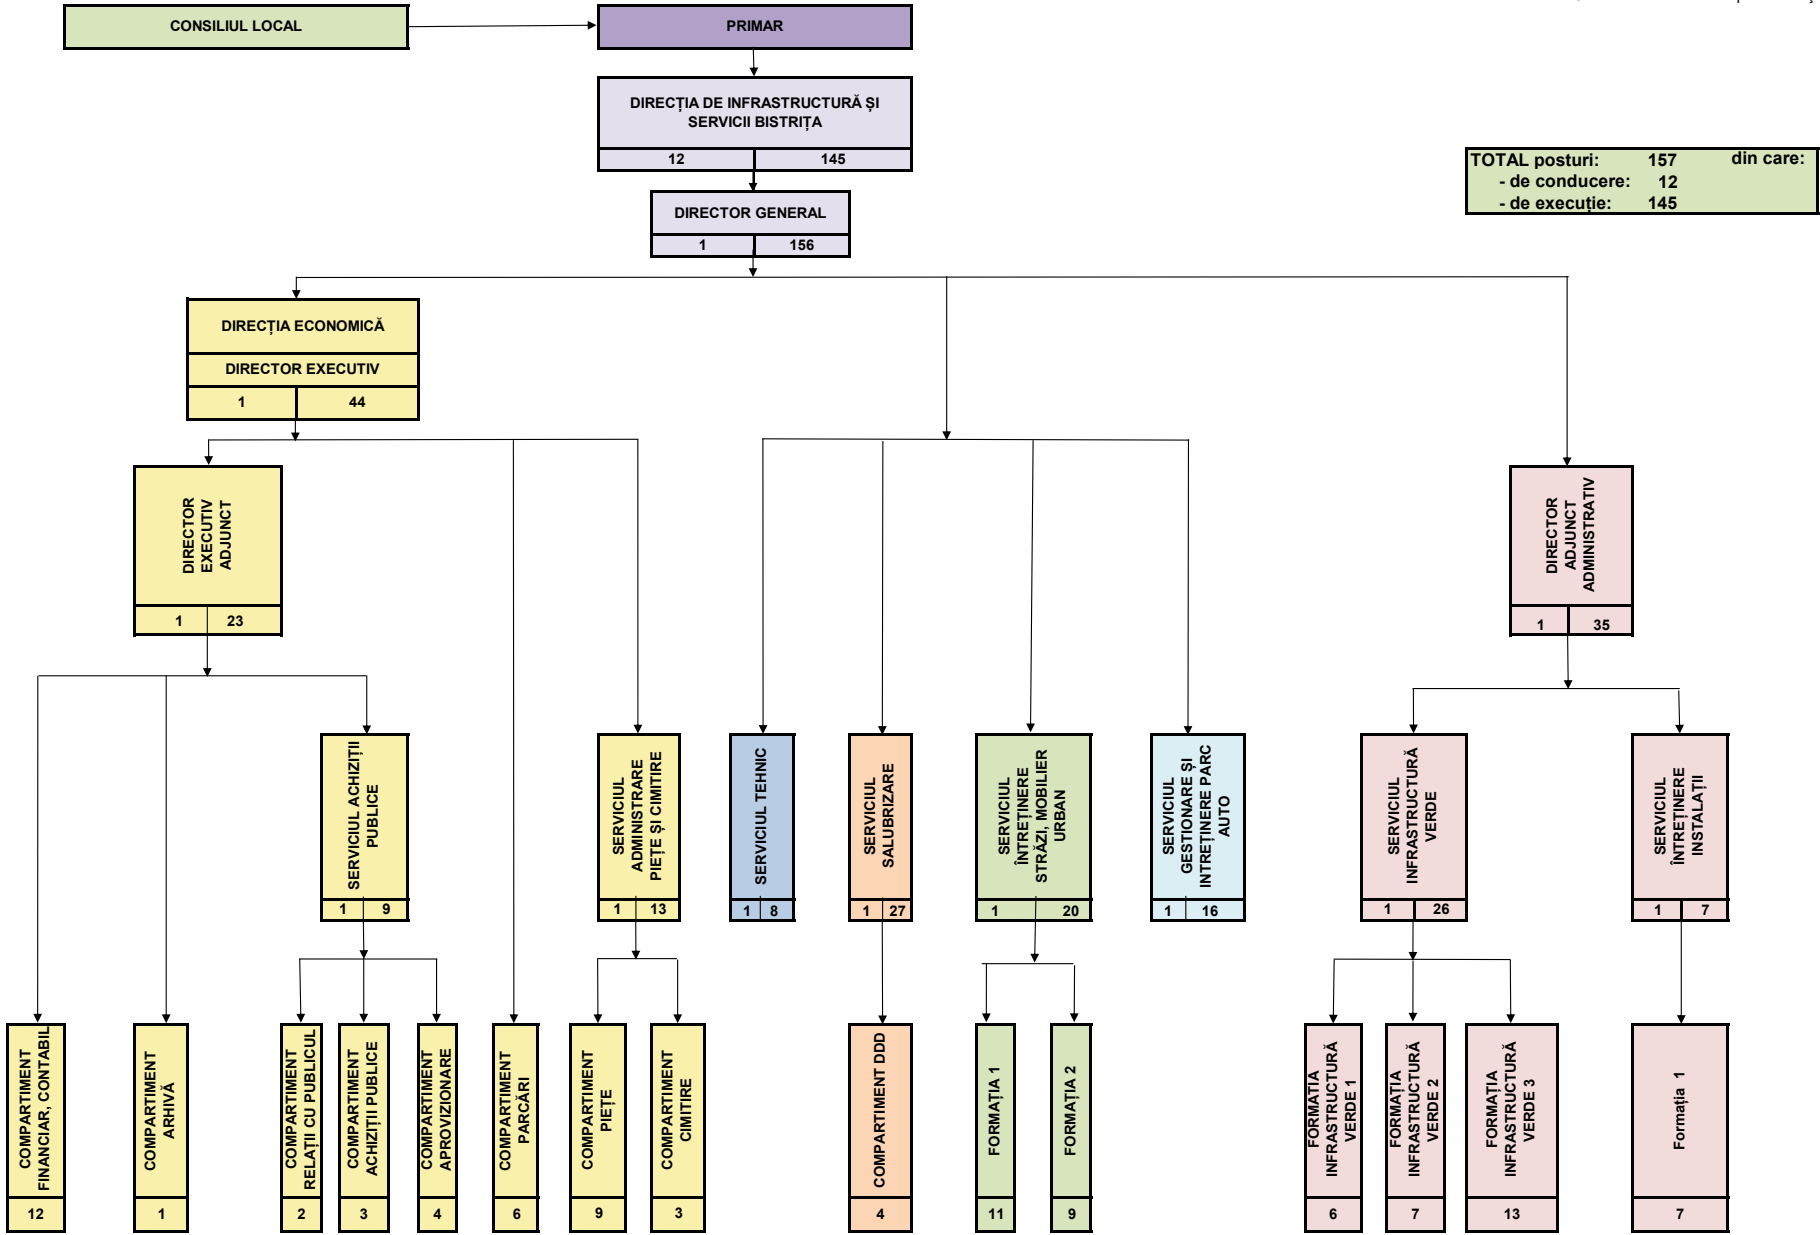 CONSILIUL LOCAL
PRIMAR
DIRECȚIA DE INFRASTRUCTURĂ ȘI
SERVICII BISTRIȚA
12 145
TOTAL posturi: 157 din care:
- de conducere: 12
- de execuție: 145
DIRECTOR GENERAL
1 156
DIRECȚIA ECONOMICĂ
DIRECTOR EXECUTIV
1 44
DIRECTOR
EXECUTIV
ADJUNCT
1 23
DIRECTOR
ADJUNCT
ADMINISTRATIV
1 35
SERVICIUL ACHIZIȚII
PUBLICE
1 9
SERVICIUL
ADMINISTRARE
PIEȚE ȘI CIMITIRE
1 13
SERVICIUL TEHNIC
1 8
SERVICIUL
SALUBRIZARE
1 27
SERVICIUL
ÎNTREȚINERE
STRĂZI, MOBILIER
URBAN
1 20
SERVICIUL
GESTIONARE ȘI
INTREȚINERE PARC
AUTO
1 16
SERVICIUL
INFRASTRUCTURĂ
VERDE
1 26
SERVICIUL
ÎNTREȚINERE
INSTALAȚII
1 7
COMPARTIMENT
FINANCIAR, CONTABIL
12
COMPARTIMENT
ARHIVĂ
1
COMPARTIMENT
RELAȚII CU PUBLICUL
2
COMPARTIMENT
ACHIZIȚII PUBLICE
3
COMPARTIMENT
APROVIZIONARE
4
COMPARTIMENT
PARCĂRI
6
COMPARTIMENT
PIEȚE
9
COMPARTIMENT
CIMITIRE
3
COMPARTIMENT DDD
4
FORMAȚIA 1
11
FORMAȚIA 2
9
FORMAȚIA
INFRASTRUCTURĂ
VERDE 1
6
FORMAȚIA
INFRASTRUCTURĂ
VERDE 2
7
FORMAȚIA
INFRASTRUCTURĂ
VERDE 3
13
Formația 1
7